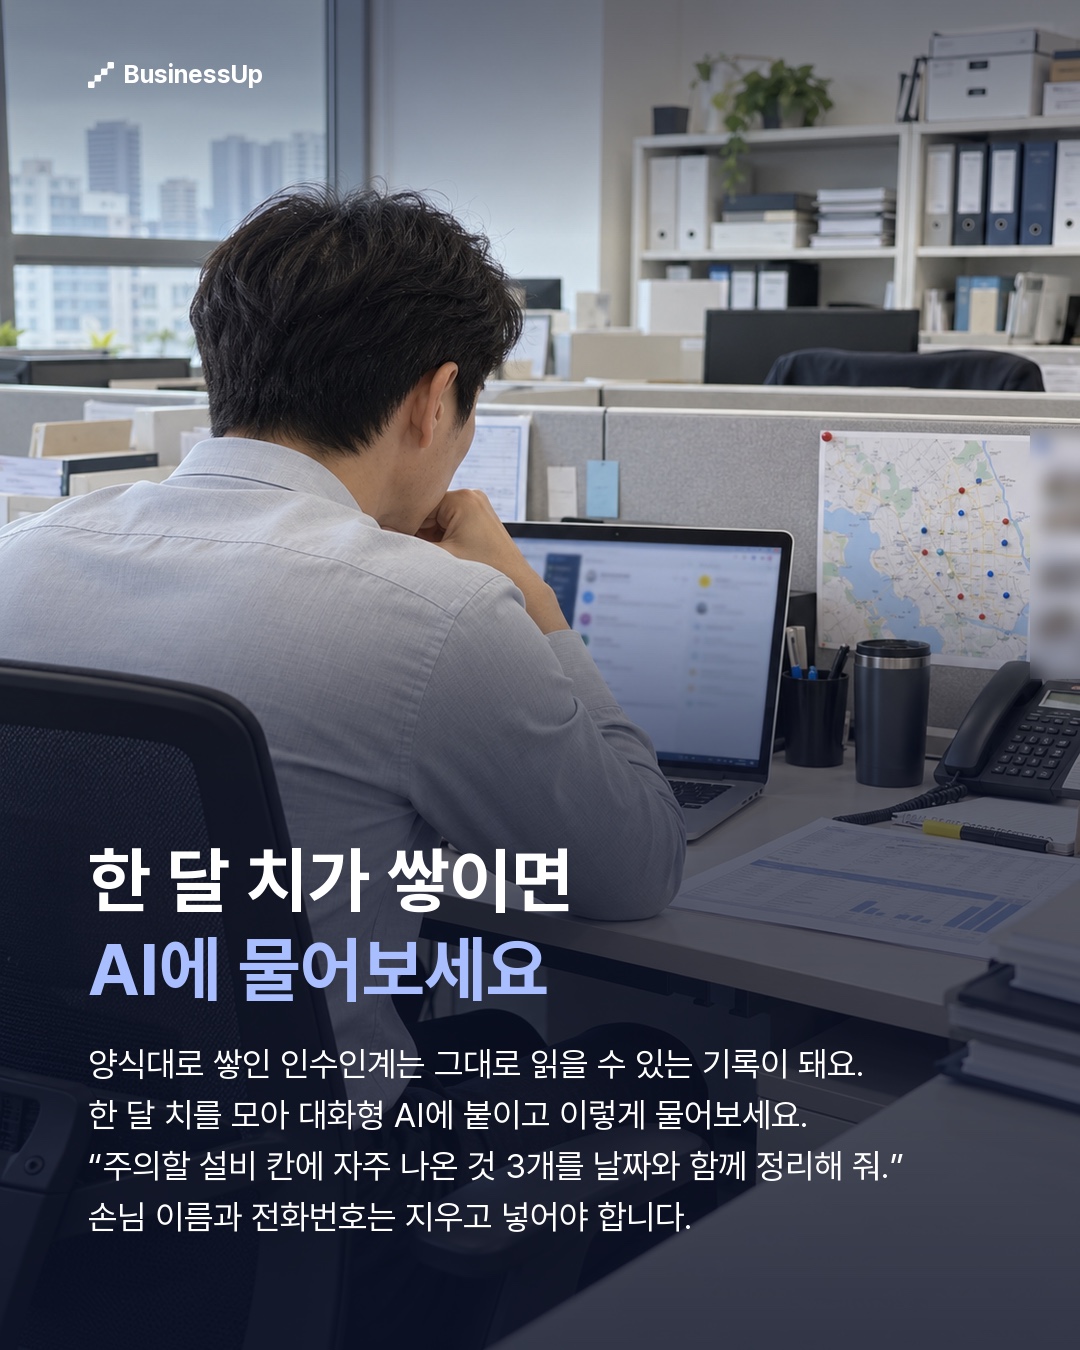 BusinessUp
한 달 치가 쌓이면
AI에 물어보세요
양식대로 쌓인 인수인계는 그대로 읽을 수 있는 기록이 돼요.
한 달 치를 모아 대화형 AI에 붙이고 이렇게 물어보세요.
“주의할 설비 칸에 자주 나온 것 3개를 날짜와 함께 정리해 줘.”
손님 이름과 전화번호는 지우고 넣어야 합니다.